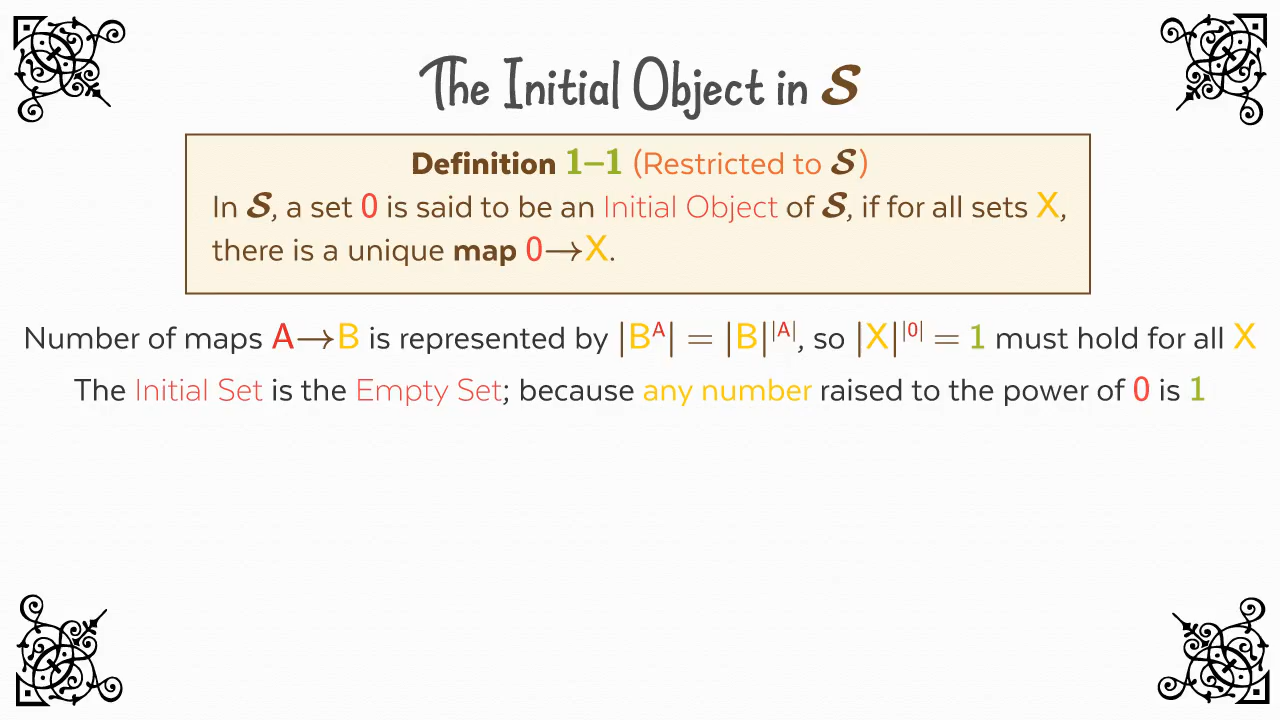 The Initial Object in 𝓢
Definition 1–1 (Restricted to 𝓢)
In 𝓢, a set 0 is said to be an Initial Object of 𝓢, if for all sets X,
there is a unique map 0→X.
Number of maps A→B is represented by |Bᴬ| = |B|^|A|, so |X|^|0| = 1 must hold for all X
The Initial Set is the Empty Set; because any number raised to the power of 0 is 1